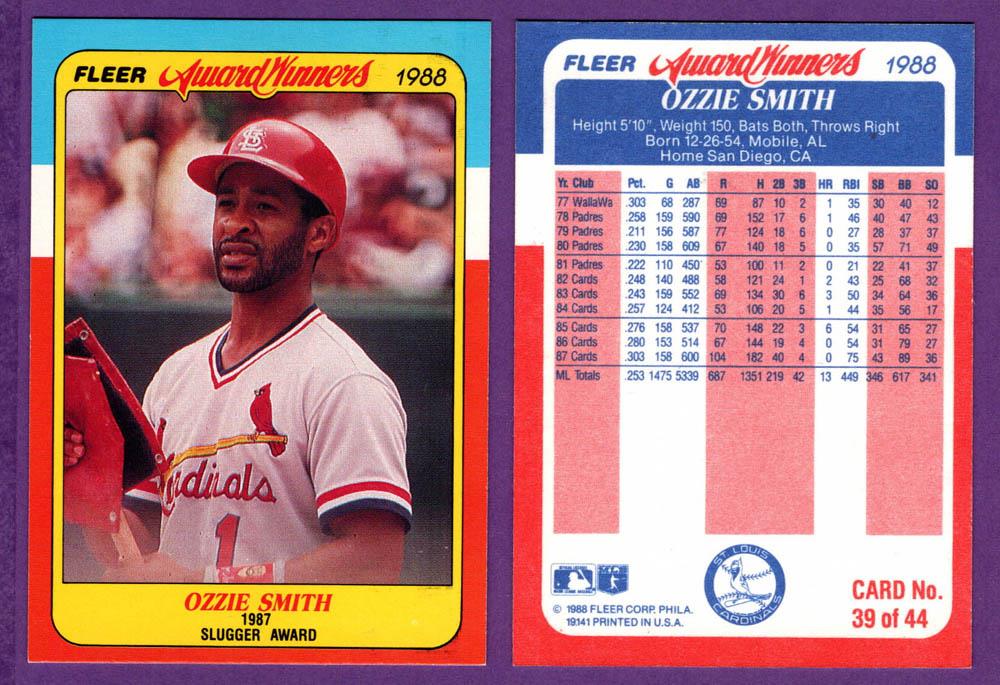 FLEER Award Winners 1988
STL
Cardinals
1
OZZIE SMITH
1987
SLUGGER AWARD
FLEER Award Winners 1988
OZZIE SMITH
Height 5'10", Weight 150, Bats Both, Throws Right
Born 12-26-54, Mobile, AL
Home San Diego, CA
Yr. Club Pct. G AB R H 2B 3B HR RBI SB BB SO
77 WallaWa .303 68 287 69 87 10 2 1 35 30 40 12
78 Padres .258 159 590 69 152 17 6 1 46 40 47 43
79 Padres .211 156 587 77 124 18 6 0 27 28 37 37
80 Padres .230 158 609 67 140 18 5 0 35 57 71 49
81 Padres .222 110 450 53 100 11 2 0 21 22 41 37
82 Cards .248 140 488 58 121 24 1 2 43 25 68 32
83 Cards .243 159 552 69 134 30 6 3 50 34 64 36
84 Cards .257 124 412 53 106 20 5 1 44 35 56 17
85 Cards .276 158 537 70 148 22 3 6 54 31 65 27
86 Cards .280 153 514 67 144 19 4 0 54 31 79 27
87 Cards .303 158 600 104 182 40 4 0 75 43 89 36
ML Totals .253 1475 5339 687 1351 219 42 13 449 346 617 341
ST. LOUIS
CARDINALS
© 1988 FLEER CORP. PHILA.
19141 PRINTED IN U.S.A.
CARD No.
39 of 44